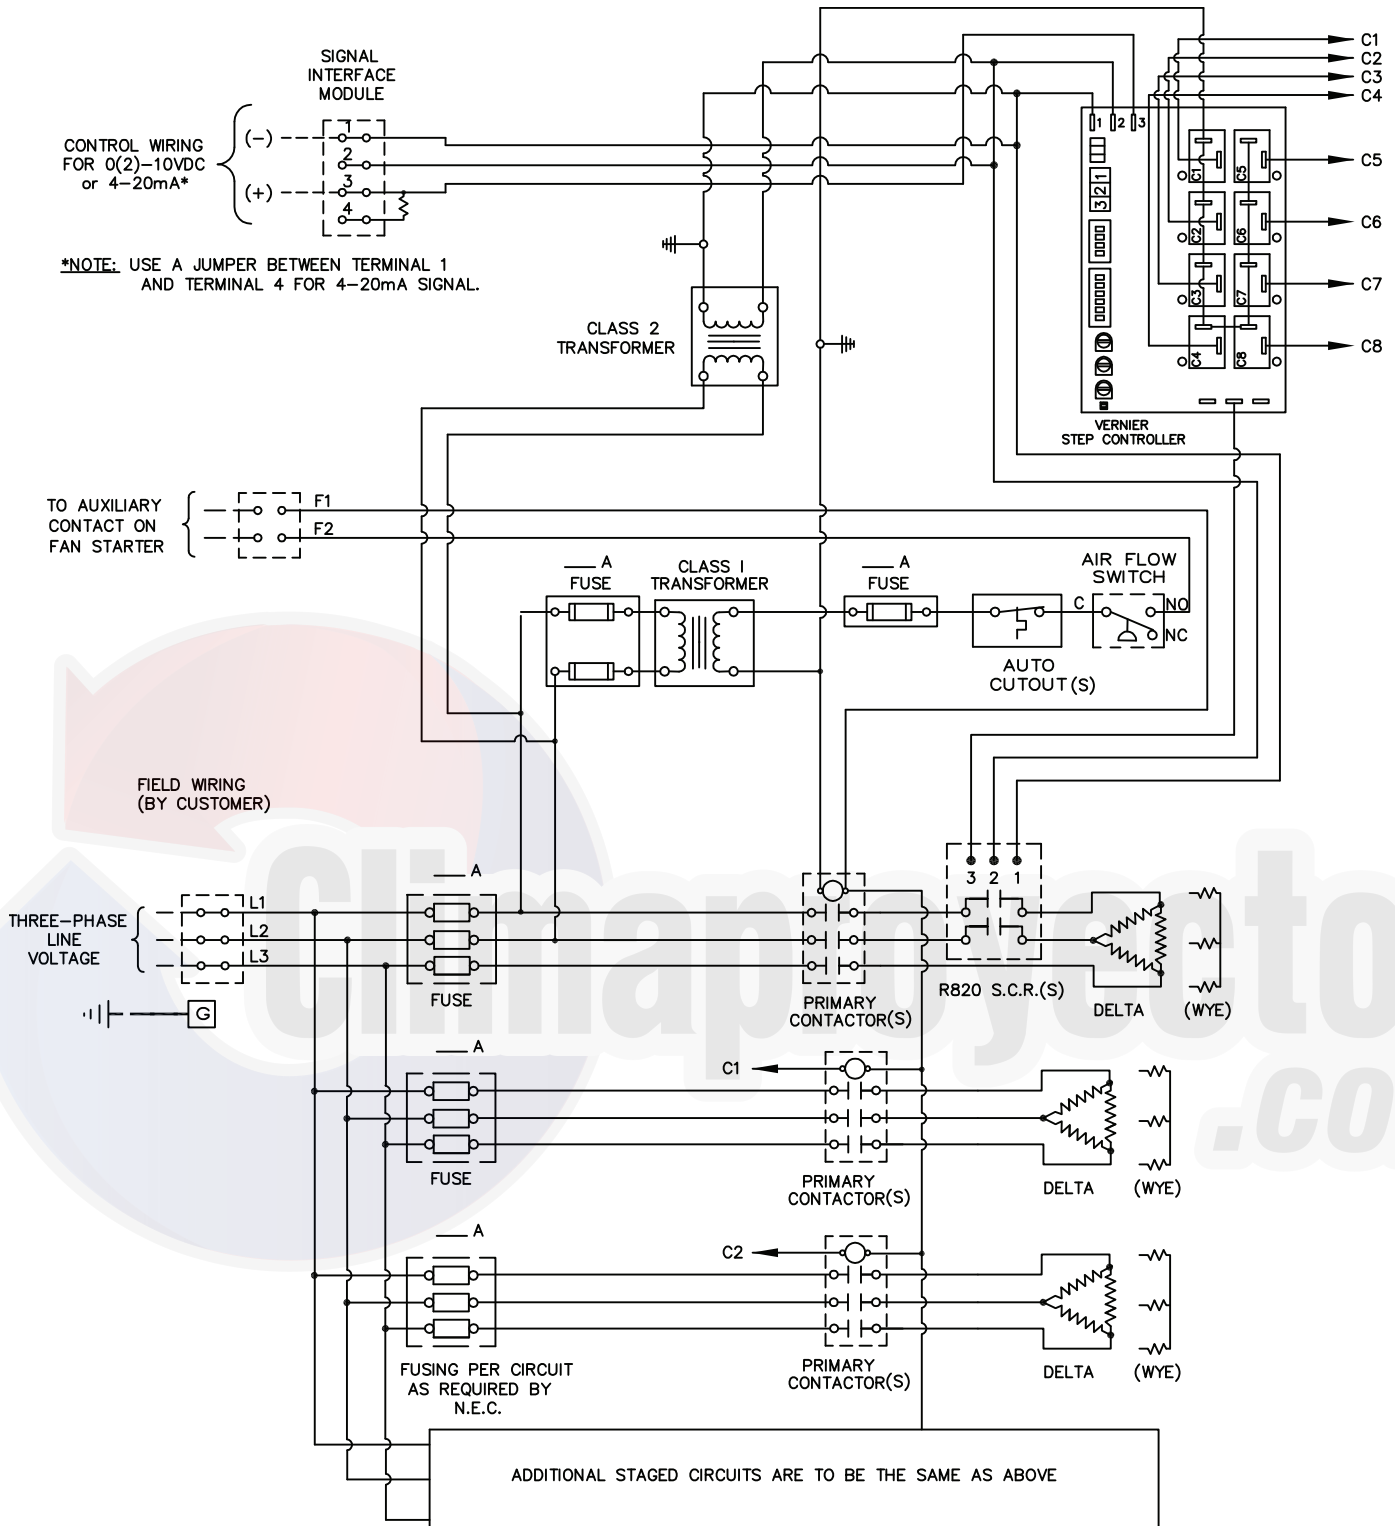 SIGNAL
INTERFACE
MODULE
CONTROL WIRING
FOR 0(2)-10VDC
or 4-20mA*
(-)
(+)
1
2
3
4
*NOTE: USE A JUMPER BETWEEN TERMINAL 1
AND TERMINAL 4 FOR 4-20mA SIGNAL.
CLASS 2
TRANSFORMER
C1
C2
C3
C4
C5
C6
C7
C8
1 2 3
3 2 1
C1 C5
C2 C6
C3 C7
C4 C8
VERNIER
STEP CONTROLLER
TO AUXILIARY
CONTACT ON
FAN STARTER
F1
F2
A
FUSE
CLASS I
TRANSFORMER
A
FUSE
AIR FLOW
SWITCH
C
NO
NC
AUTO
CUTOUT(S)
FIELD WIRING
(BY CUSTOMER)
THREE-PHASE
LINE
VOLTAGE
L1
L2
L3
G
A
FUSE
PRIMARY
CONTACTOR(S)
3 2 1
R820 S.C.R.(S)
DELTA
(WYE)
Climaproyecto
.co
A
FUSE
C1
PRIMARY
CONTACTOR(S)
DELTA
(WYE)
A
FUSING PER CIRCUIT
AS REQUIRED BY
N.E.C.
C2
PRIMARY
CONTACTOR(S)
DELTA
(WYE)
ADDITIONAL STAGED CIRCUITS ARE TO BE THE SAME AS ABOVE